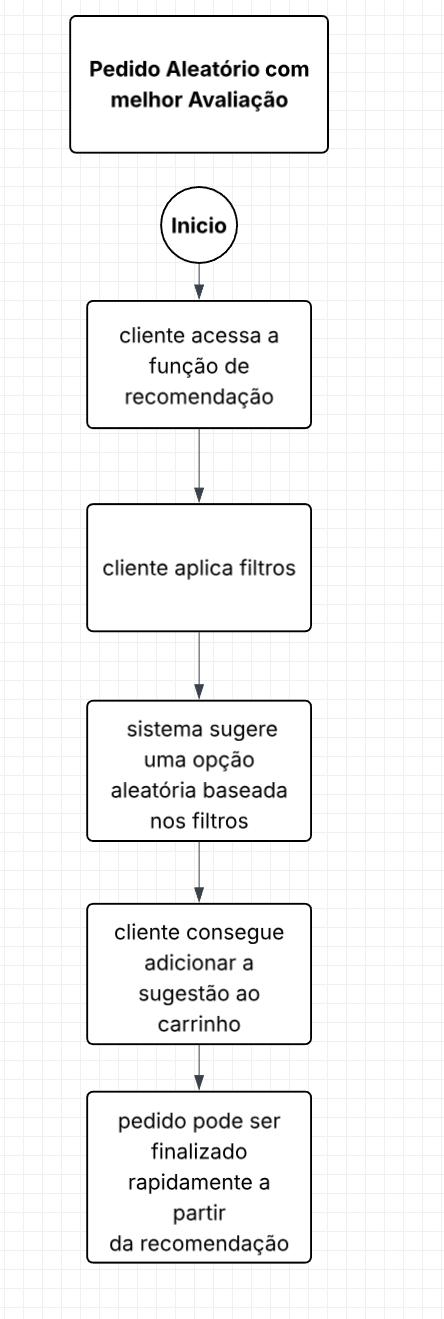 Pedido Aleatório com
melhor Avaliação
Inicio
cliente acessa a
função de
recomendação
cliente aplica filtros
sistema sugere
uma opção
aleatória baseada
nos filtros
cliente consegue
adicionar a
sugestão ao
carrinho
pedido pode ser
finalizado
rapidamente a
partir
da recomendação